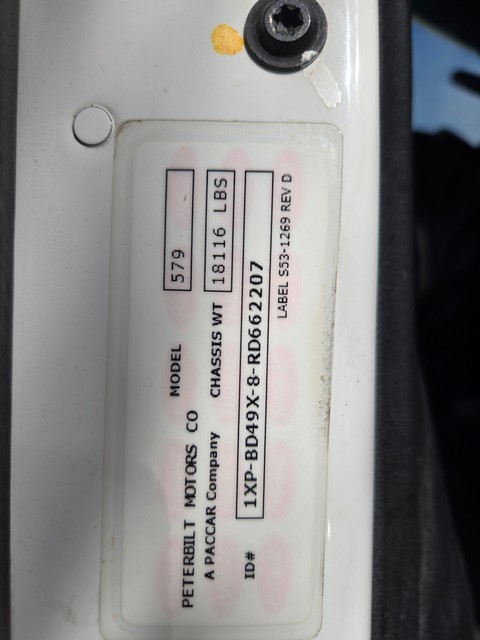 PETERBILT MOTORS CO MODEL 579
A PACCAR Company CHASSIS WT 18116 LBS
ID# 1XP-BD49X-8-RD662207
LABEL S53-1269 REV D